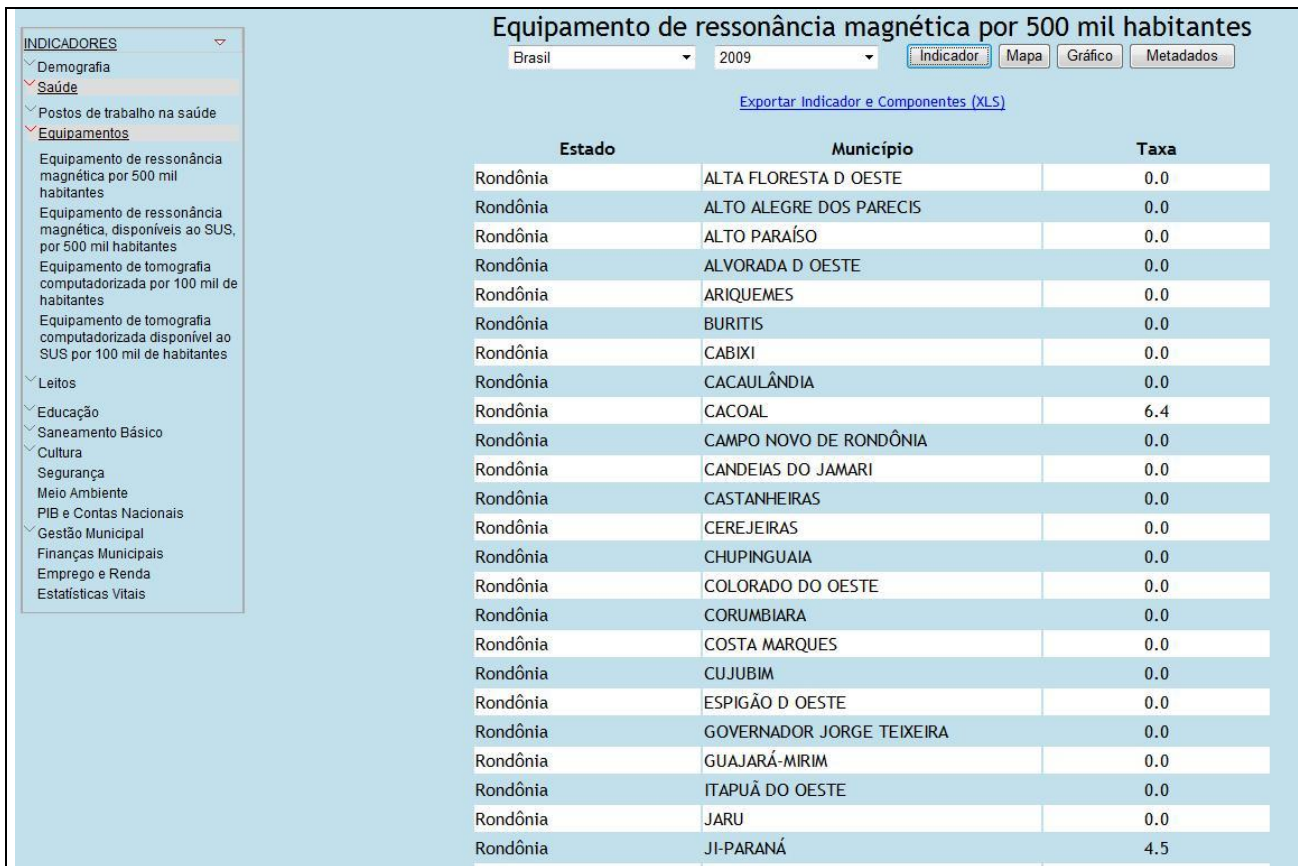 INDICADORES
Demografia
Saúde
Postos de trabalho na saúde
Equipamentos
Equipamento de ressonância
magnética por 500 mil
habitantes
Equipamento de ressonância
magnética, disponíveis ao SUS,
por 500 mil habitantes
Equipamento de tomografia
computadorizada por 100 mil de
habitantes
Equipamento de tomografia
computadorizada disponível ao
SUS por 100 mil de habitantes
Leitos
Educação
Saneamento Básico
Cultura
Segurança
Meio Ambiente
PIB e Contas Nacionais
Gestão Municipal
Finanças Municipais
Emprego e Renda
Estatísticas Vitais
Equipamento de ressonância magnética por 500 mil habitantes
Brasil 2009 Indicador Mapa Gráfico Metadados
Exportar Indicador e Componentes (XLS)
Estado Município Taxa
Rondônia ALTA FLORESTA D OESTE 0.0
Rondônia ALTO ALEGRE DOS PARECIS 0.0
Rondônia ALTO PARAÍSO 0.0
Rondônia ALVORADA D OESTE 0.0
Rondônia ARIQUEMES 0.0
Rondônia BURITIS 0.0
Rondônia CABIXI 0.0
Rondônia CACAULÂNDIA 0.0
Rondônia CACOAL 6.4
Rondônia CAMPO NOVO DE RONDÔNIA 0.0
Rondônia CANDEIAS DO JAMARI 0.0
Rondônia CASTANHEIRAS 0.0
Rondônia CEREJEIRAS 0.0
Rondônia CHUPINGUAIA 0.0
Rondônia COLORADO DO OESTE 0.0
Rondônia CORUMBIARA 0.0
Rondônia COSTA MARQUES 0.0
Rondônia CUJUBIM 0.0
Rondônia ESPIGÃO D OESTE 0.0
Rondônia GOVERNADOR JORGE TEIXEIRA 0.0
Rondônia GUAJARÁ-MIRIM 0.0
Rondônia ITAPUÃ DO OESTE 0.0
Rondônia JARU 0.0
Rondônia JI-PARANÁ 4.5